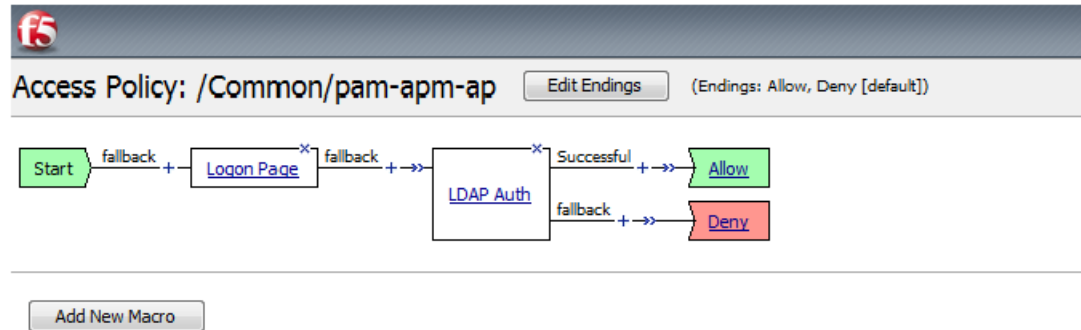 f5
Access Policy: /Common/pam-apm-ap Edit Endings (Endings: Allow, Deny [default])
Start fallback + Logon Page × fallback + LDAP Auth × Successful + Allow
fallback + Deny
Add New Macro